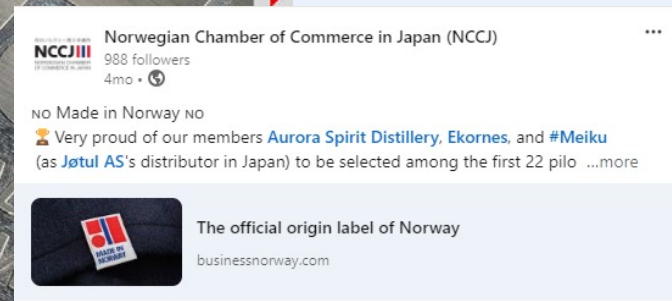 NCCJ
Norwegian Chamber of Commerce in Japan (NCCJ)
988 followers
4mo •
...
NO Made in Norway NO
🏆 Very proud of our members Aurora Spirit Distillery, Ekornes, and #Meiku
(as Jøtul AS's distributor in Japan) to be selected among the first 22 pilo ...more
MADE IN
NORWAY
The official origin label of Norway
businessnorway.com